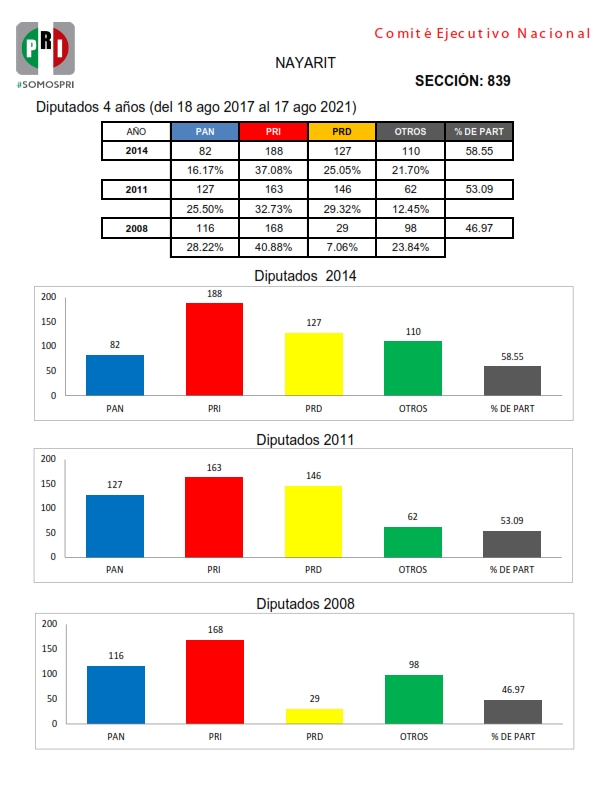 Comité Ejecutivo Nacional
PRI
#SOMOSPRI
NAYARIT
SECCIÓN: 839
Diputados 4 años (del 18 ago 2017 al 17 ago 2021)
AÑO PAN PRI PRD OTROS % DE PART
2014 82 188 127 110 58.55
16.17% 37.08% 25.05% 21.70%
2011 127 163 146 62 53.09
25.50% 32.73% 29.32% 12.45%
2008 116 168 29 98 46.97
28.22% 40.88% 7.06% 23.84%
Diputados 2014
200
150
100
50
0
82 188 127 110 58.55
PAN PRI PRD OTROS % DE PART
Diputados 2011
200
150
100
50
0
127 163 146 62 53.09
PAN PRI PRD OTROS % DE PART
Diputados 2008
200
150
100
50
0
116 168 29 98 46.97
PAN PRI PRD OTROS % DE PART